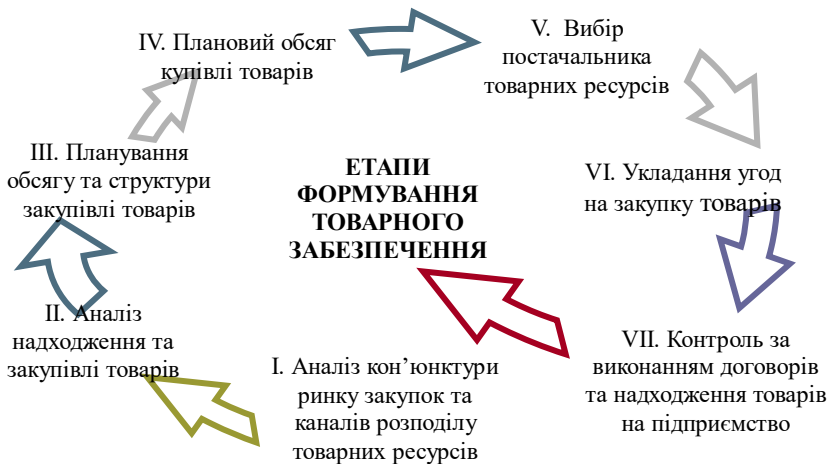 ЕТАПИ
ФОРМУВАННЯ
ТОВАРНОГО
ЗАБЕЗПЕЧЕННЯ
I. Аналіз кон’юнктури
ринку закупок та
каналів розподілу
товарних ресурсів
II. Аналіз
надходження та
закупівлі товарів
III. Планування
обсягу та структури
закупівлі товарів
IV. Плановий обсяг
купівлі товарів
V. Вибір
постачальника
товарних ресурсів
VI. Укладання угод
на закупку товарів
VII. Контроль за
виконанням договорів
та надходження товарів
на підприємство